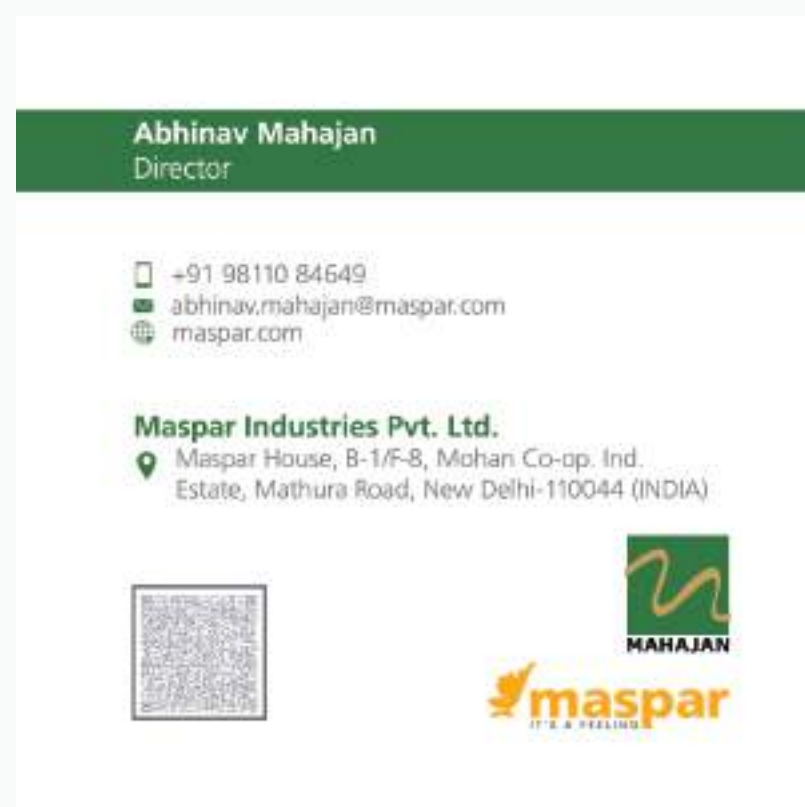 Abhinav Mahajan
Director
+91 98110 84649
abhinav.mahajan@maspar.com
maspar.com
Maspar Industries Pvt. Ltd.
Maspar House, B-1/F-8, Mohan Co-op. Ind.
Estate, Mathura Road, New Delhi-110044 (INDIA)
MAHAJAN
maspar
IT'S A FEELING